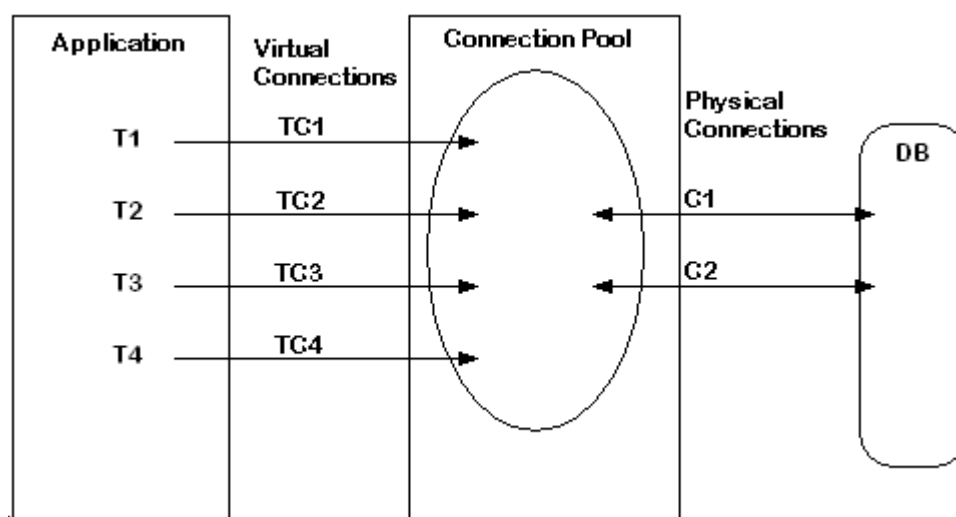 Application
Virtual
Connections
Connection Pool
Physical
Connections
DB
T1
TC1
T2
TC2
C1
T3
TC3
C2
T4
TC4